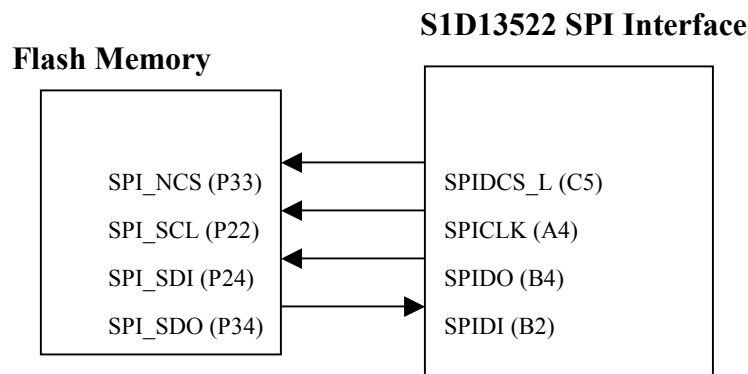 S1D13522 SPI Interface
Flash Memory
SPI_NCS (P33)
SPIDCS_L (C5)
SPI_SCL (P22)
SPICLK (A4)
SPI_SDI (P24)
SPIDO (B4)
SPI_SDO (P34)
SPIDI (B2)